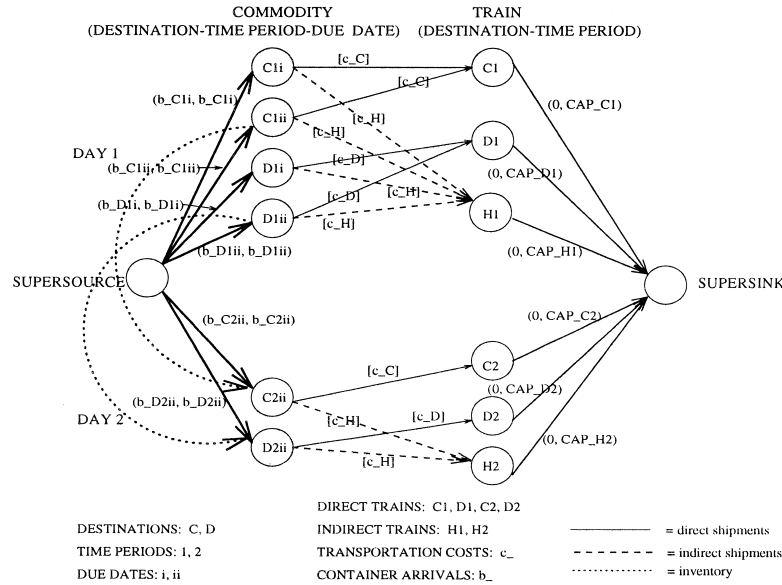 COMMODITY TRAIN
(DESTINATION-TIME PERIOD-DUE DATE) (DESTINATION-TIME PERIOD)
C1i [c_C] C1
[c_C]
(b_C1i, b_C1i) (0, CAP_C1)
C1ii [c_H]
[c_H] D1
DAY 1
(b_C1ii, b_C1ii) D1i [c_D] (0, CAP_D1)
[c_D] [c_H]
(b_D1i, b_D1i)
D1ii [c_H] H1
(b_D1ii, b_D1ii) (0, CAP_H1)
SUPERSOURCE SUPERSINK
(b_C2ii, b_C2ii) (0, CAP_C2)
[c_C] C2
(b_D2ii, b_D2ii) C2ii (0, CAP_D2)
DAY 2 [c_H] [c_D] D2
(0, CAP_H2)
D2ii [c_H] H2
DIRECT TRAINS: C1, D1, C2, D2
DESTINATIONS: C, D INDIRECT TRAINS: H1, H2 = direct shipments
TIME PERIODS: 1, 2 TRANSPORTATION COSTS: c_ = indirect shipments
DUE DATES: i, ii CONTAINER ARRIVALS: b_ = inventory